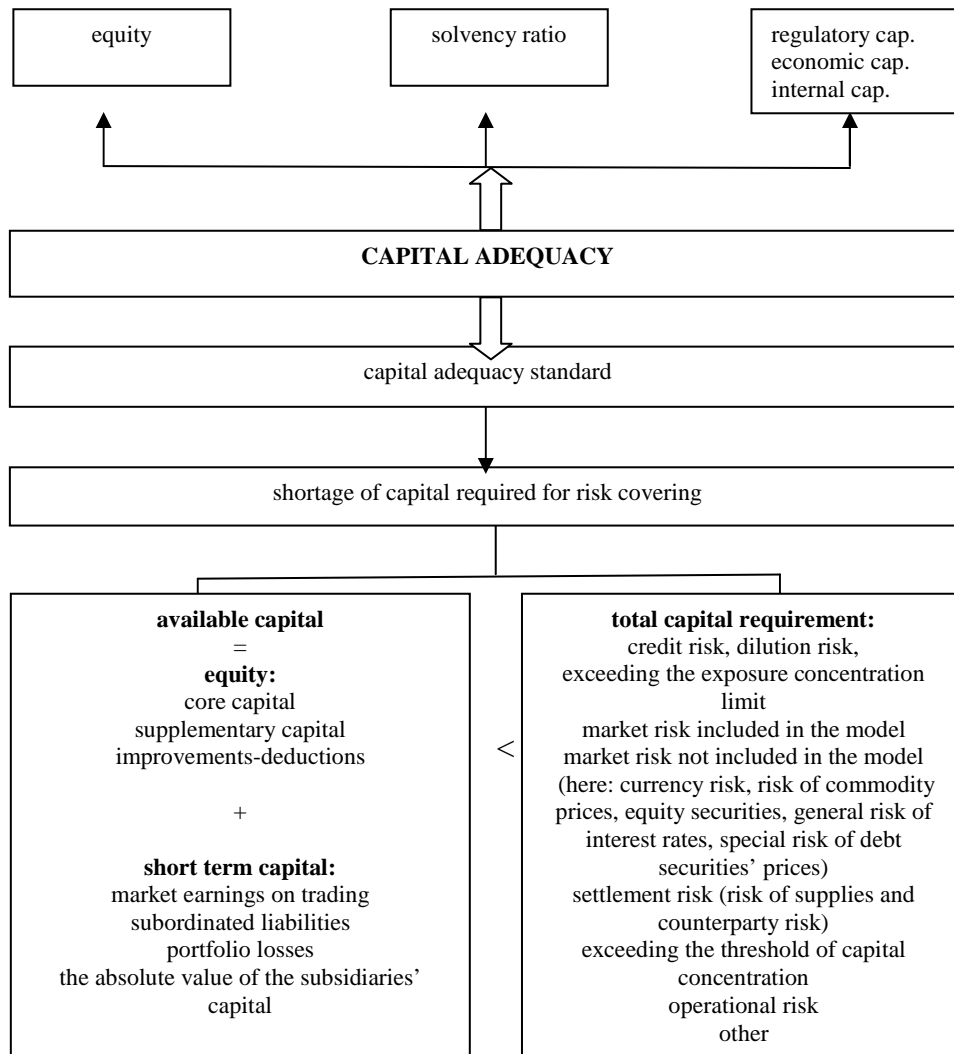 equity
solvency ratio
regulatory cap.
economic cap.
internal cap.
CAPITAL ADEQUACY
capital adequacy standard
shortage of capital required for risk covering
available capital
=
equity:
core capital
supplementary capital
improvements-deductions
+
short term capital:
market earnings on trading
subordinated liabilities
portfolio losses
the absolute value of the subsidiaries’
capital
<
total capital requirement:
credit risk, dilution risk,
exceeding the exposure concentration
limit
market risk included in the model
market risk not included in the model
(here: currency risk, risk of commodity
prices, equity securities, general risk of
interest rates, special risk of debt
securities’ prices)
settlement risk (risk of supplies and
counterparty risk)
exceeding the threshold of capital
concentration
operational risk
other